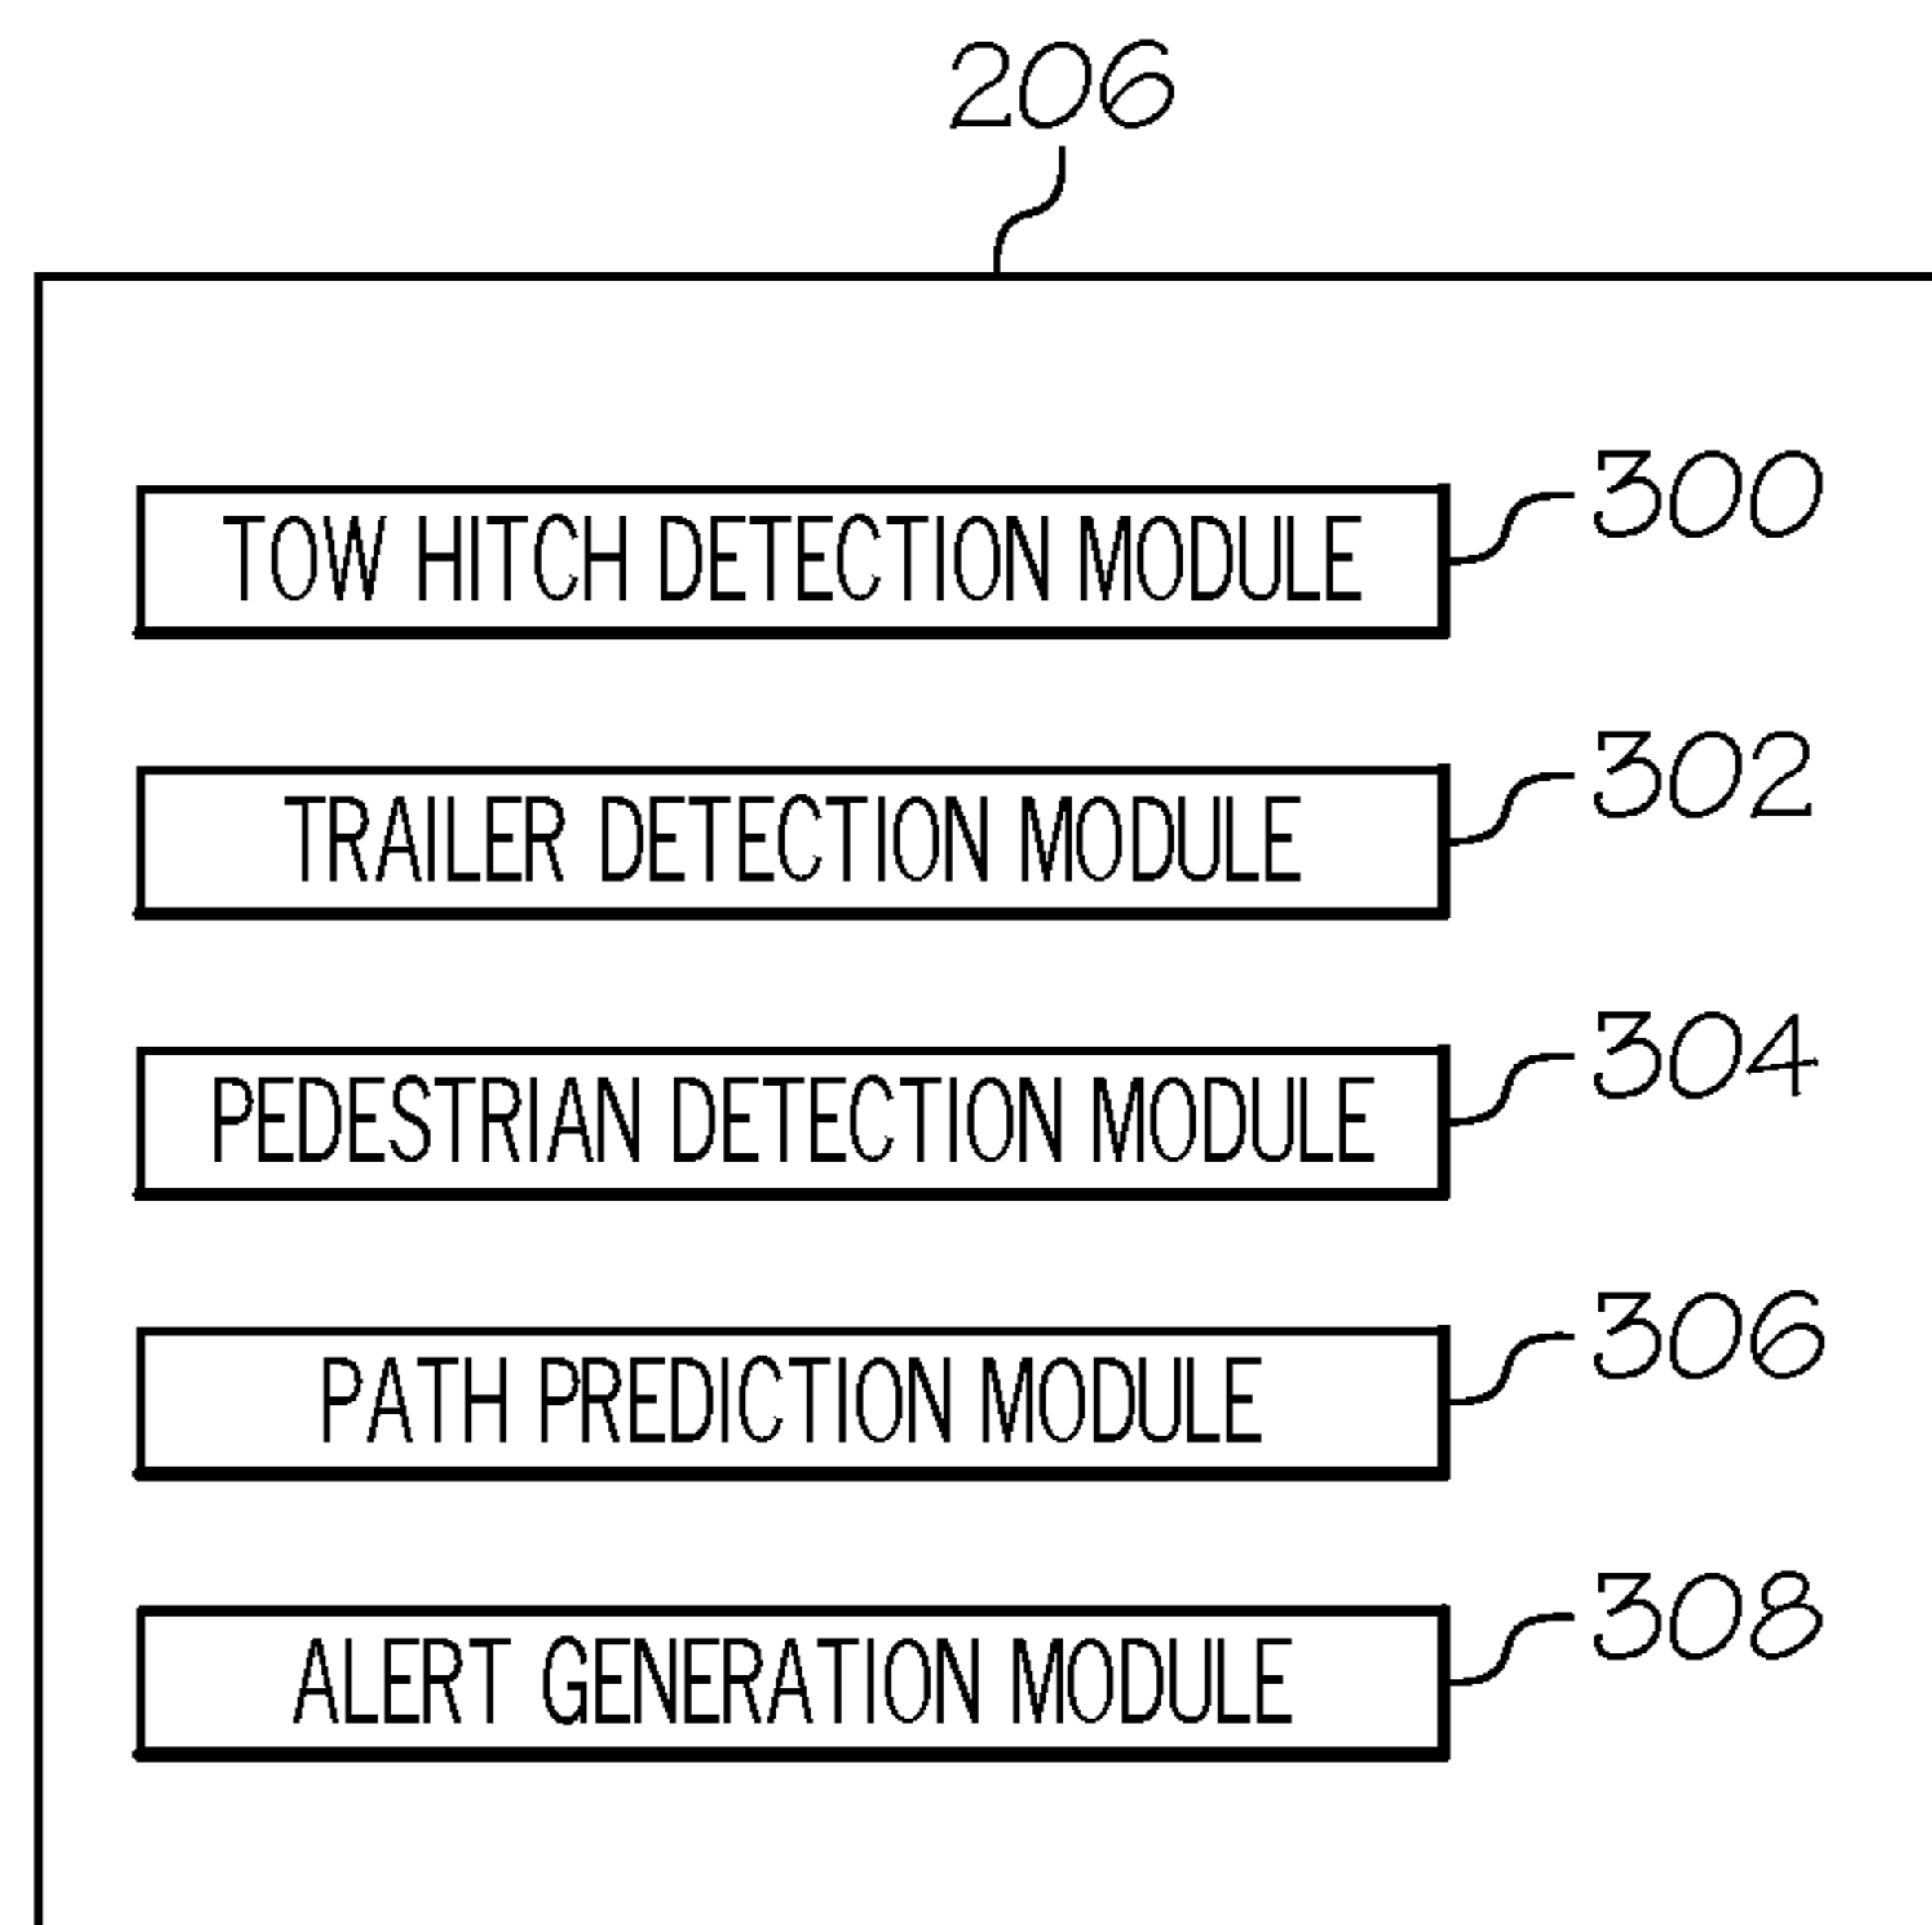 206
TOW HITCH DETECTION MODULE 300
TRAILER DETECTION MODULE 302
PEDESTRIAN DETECTION MODULE 304
PATH PREDICTION MODULE 306
ALERT GENERATION MODULE 308